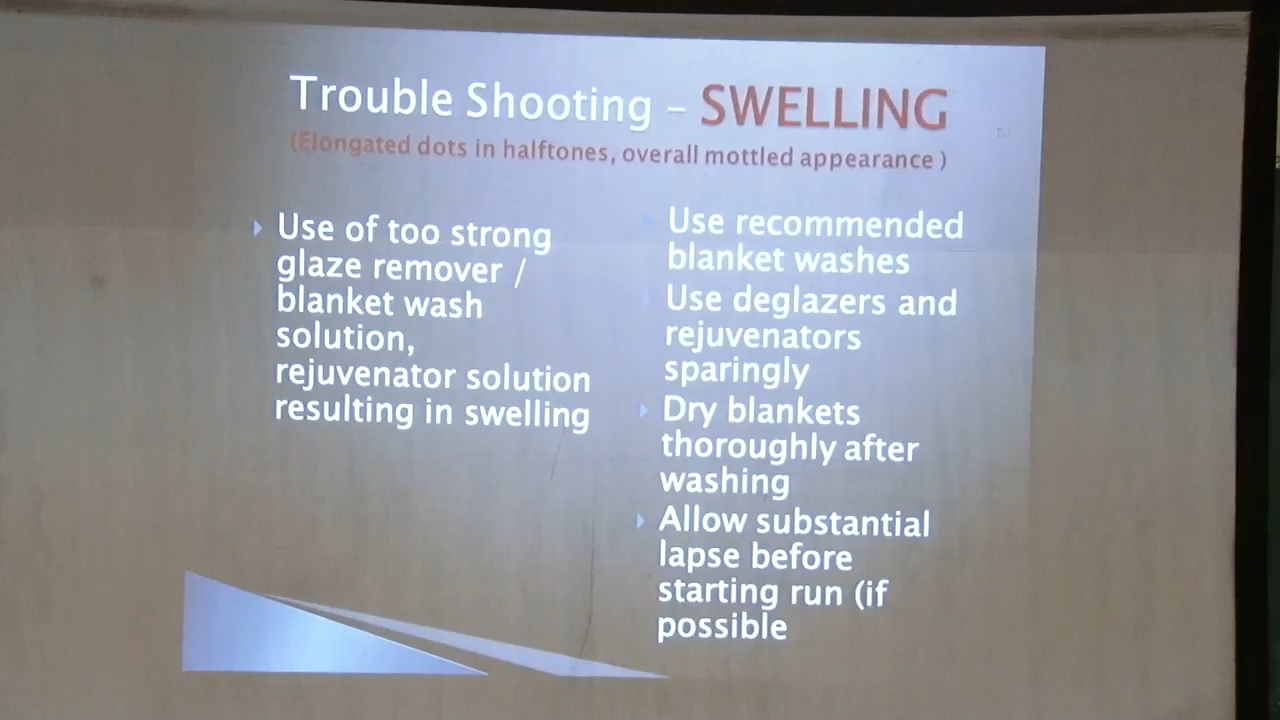 Trouble Shooting – SWELLING
(Elongated dots in halftones, overall mottled appearance )
Use of too strong
glaze remover /
blanket wash
solution,
rejuvenator solution
resulting in swelling
Use recommended
blanket washes
Use deglazers and
rejuvenators
sparingly
Dry blankets
thoroughly after
washing
Allow substantial
lapse before
starting run (if
possible